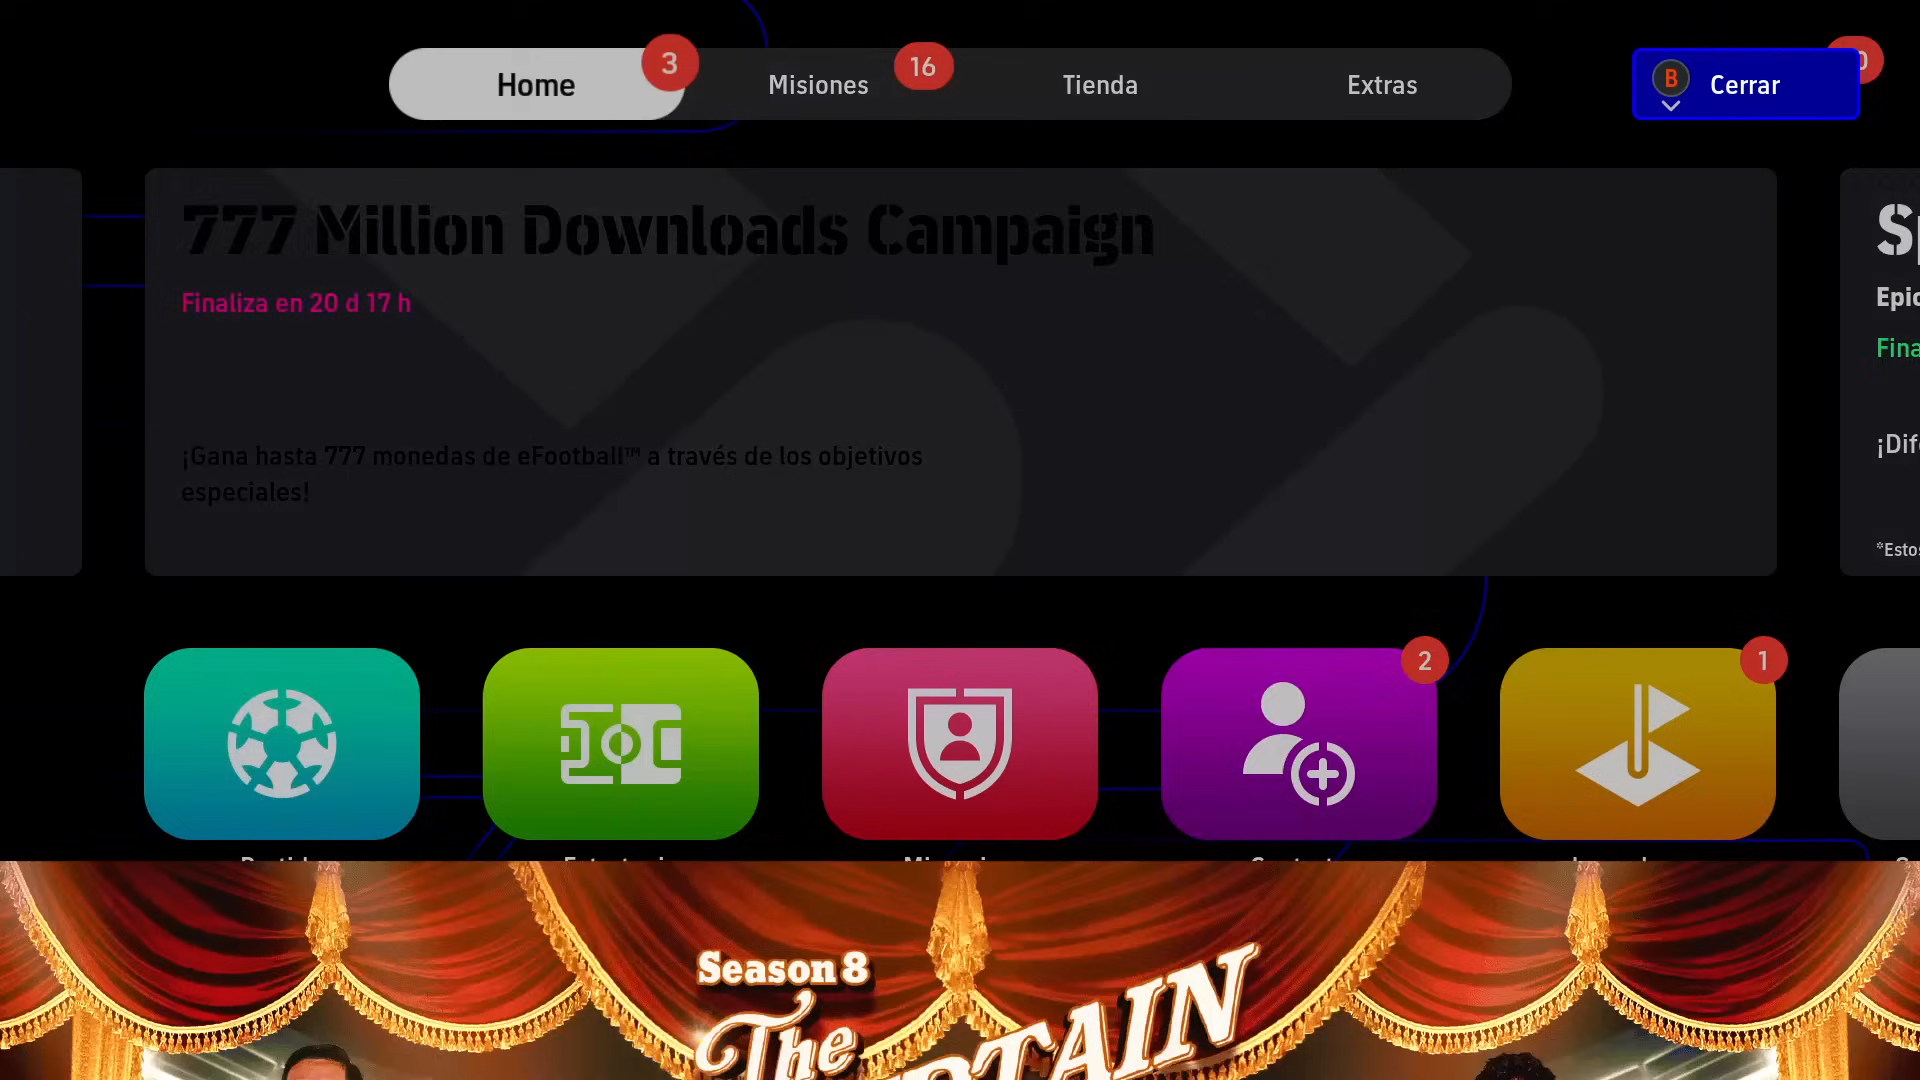 Home
3
Misiones
16
Tienda
Extras
B
Cerrar
777 Million Downloads Campaign
Finaliza en 20 d 17 h
¡Gana hasta 777 monedas de eFootball™ a través de los objetivos
especiales!
2
1
Season 8
The